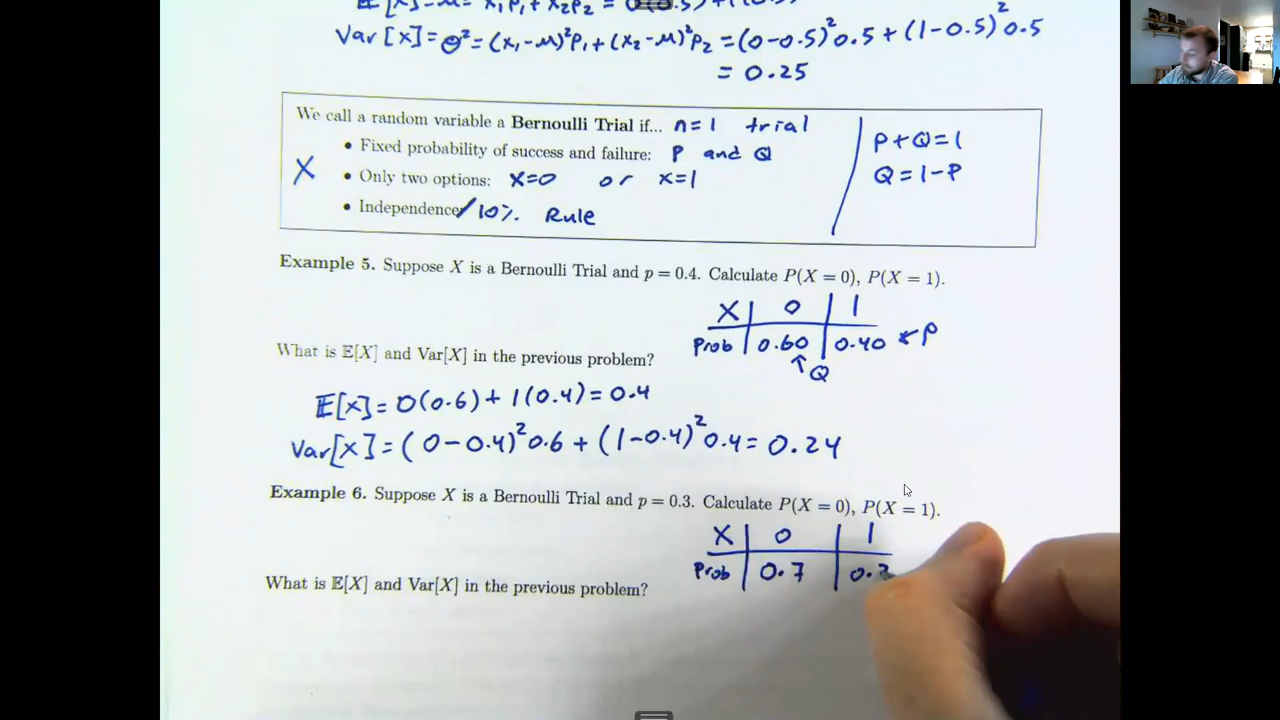 E[X]=μ= x₁p₁+x₂p₂ =
Var[X]=σ²=(x₁-μ)²p₁+(x₂-μ)²p₂ =(0-0.5)²0.5+(1-0.5)²0.5
= 0.25
We call a random variable a Bernoulli Trial if... n=1 trial
• Fixed probability of success and failure: P and Q
X • Only two options: x=0 or x=1
• Independence/10% Rule
P+Q=1
Q=1-P
Example 5. Suppose X is a Bernoulli Trial and p = 0.4. Calculate P(X = 0), P(X = 1).
X | 0 | 1
Prob | 0.60 | 0.40 ← P
↑ Q
What is 𝔼[X] and Var[X] in the previous problem?
E[X]= 0(0.6)+ 1(0.4)= 0.4
Var[X]=(0-0.4)²0.6+(1-0.4)²0.4= 0.24
Example 6. Suppose X is a Bernoulli Trial and p = 0.3. Calculate P(X = 0), P(X = 1).
X | 0 | 1
Prob | 0.7 | 0.3
What is 𝔼[X] and Var[X] in the previous problem?